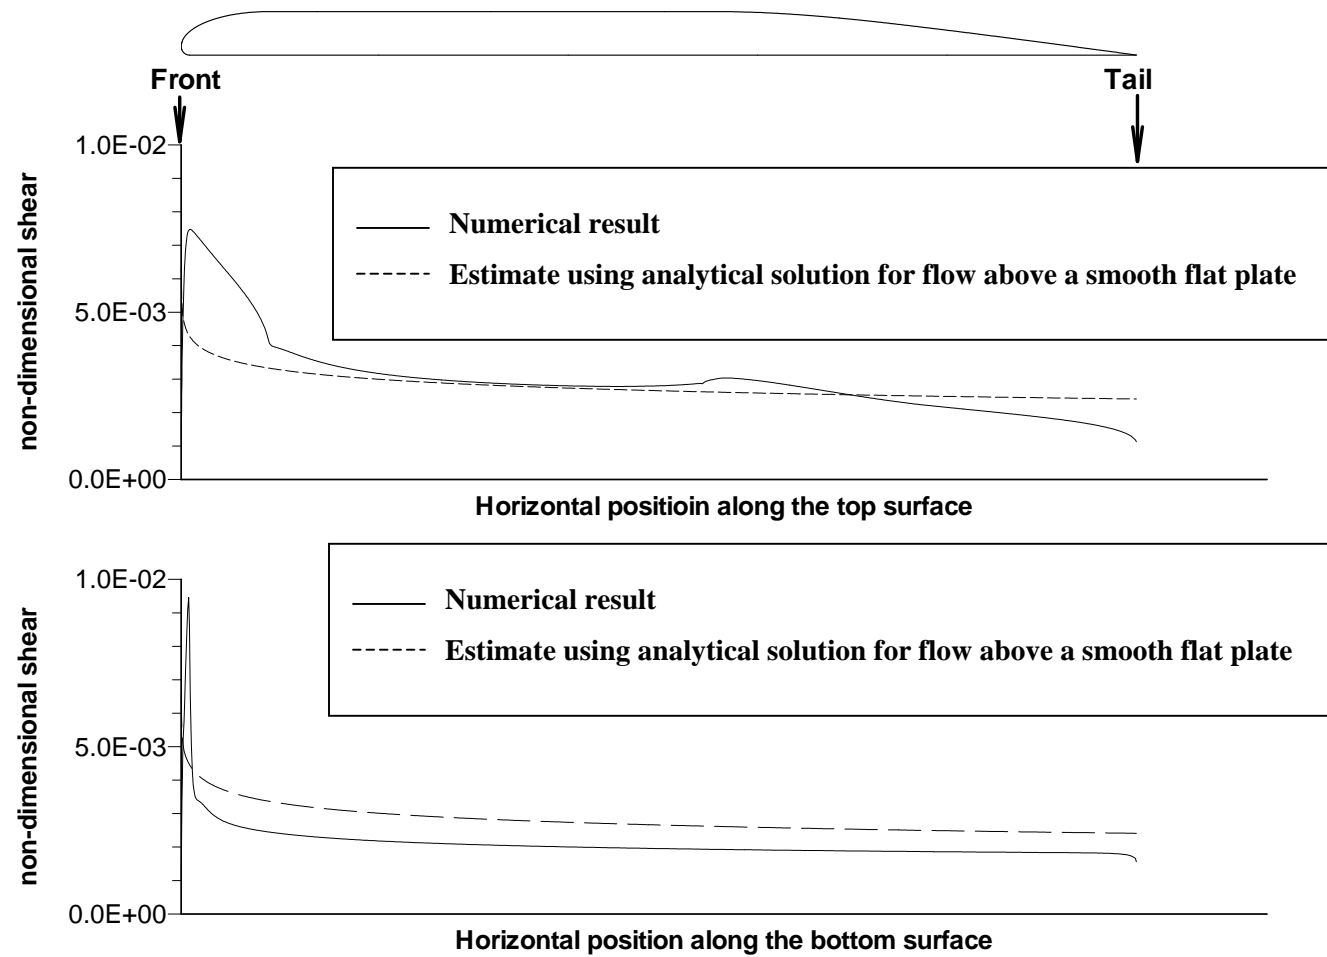 Front
Tail
1.0E-02
5.0E-03
0.0E+00
non-dimensional shear
Numerical result
Estimate using analytical solution for flow above a smooth flat plate
Horizontal positioin along the top surface
1.0E-02
5.0E-03
0.0E+00
non-dimensional shear
Numerical result
Estimate using analytical solution for flow above a smooth flat plate
Horizontal position along the bottom surface